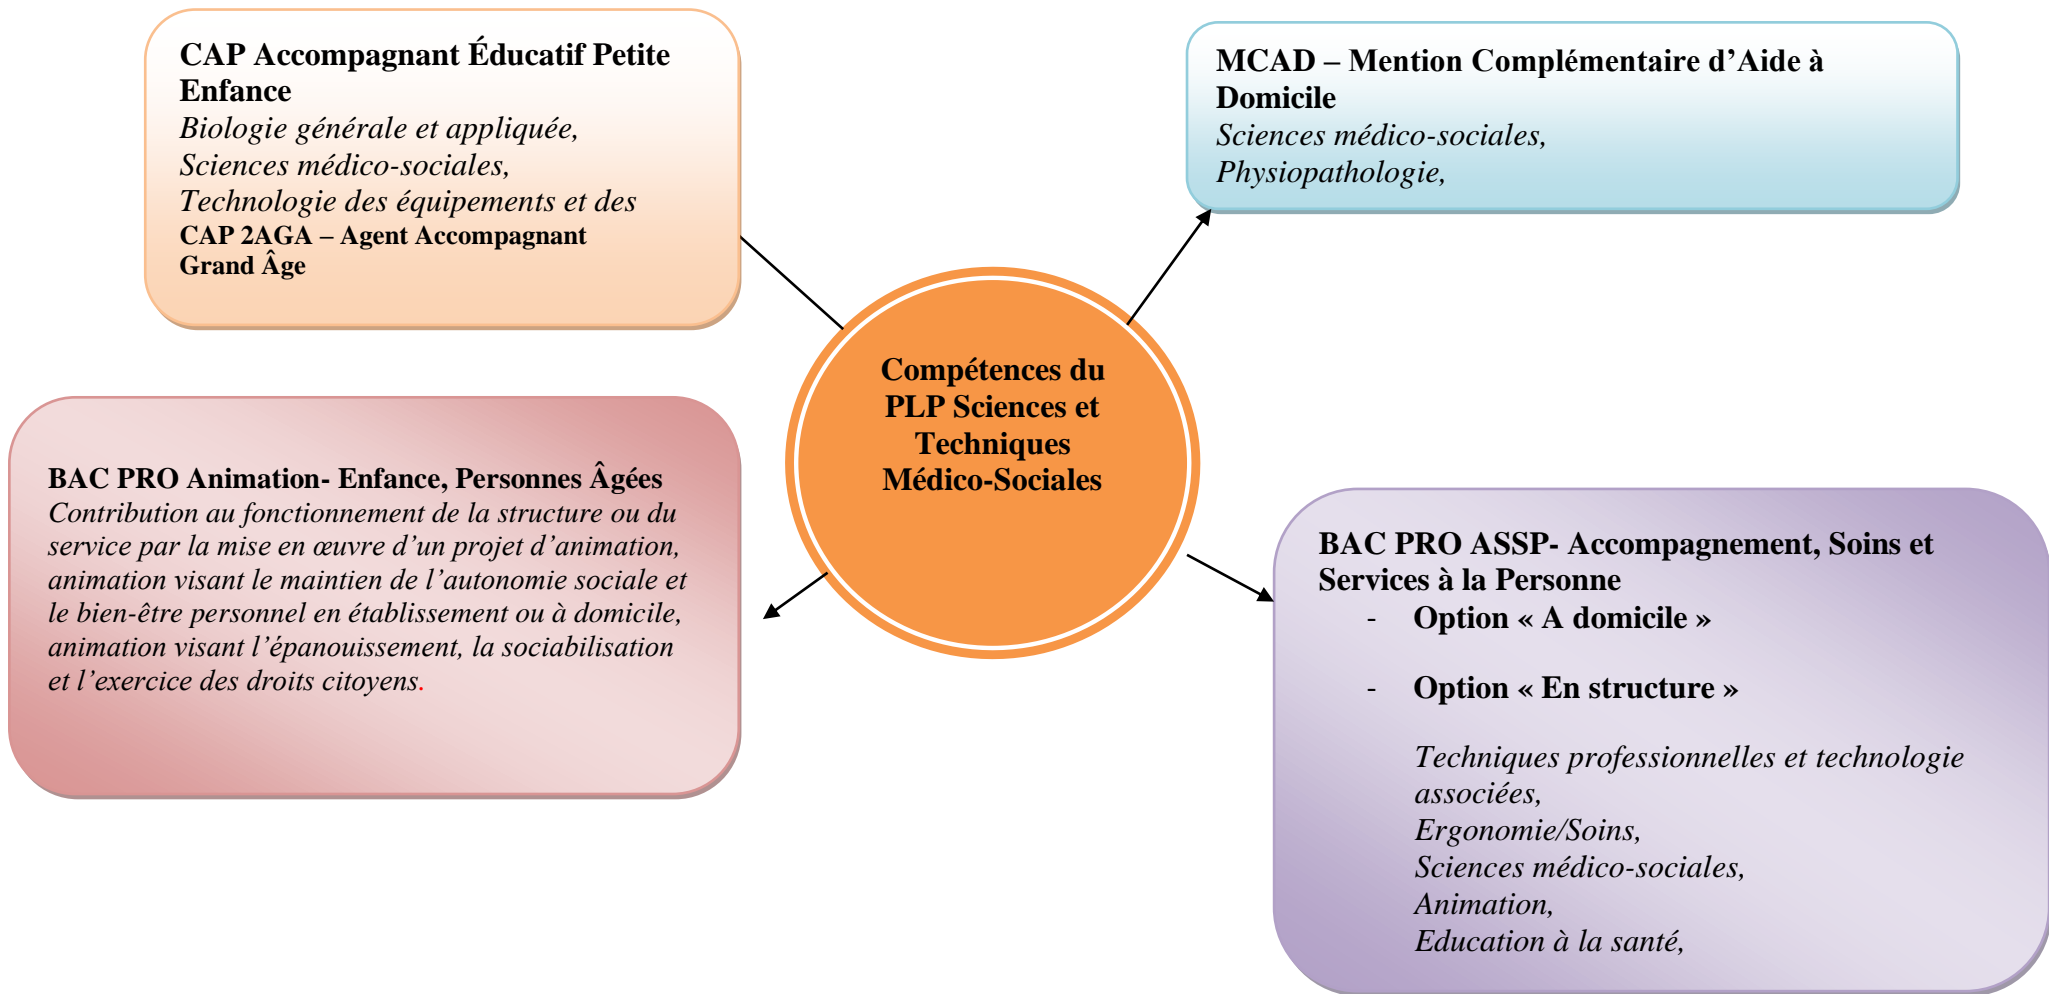 CAP Accompagnant Éducatif Petite
Enfance
Biologie générale et appliquée,
Sciences médico-sociales,
Technologie des équipements et des
CAP 2AGA – Agent Accompagnant
Grand Âge
MCAD – Mention Complémentaire d’Aide à
Domicile
Sciences médico-sociales,
Physiopathologie,
Compétences du
PLP Sciences et
Techniques
Médico-Sociales
BAC PRO Animation- Enfance, Personnes Âgées
Contribution au fonctionnement de la structure ou du
service par la mise en œuvre d’un projet d’animation,
animation visant le maintien de l’autonomie sociale et
le bien-être personnel en établissement ou à domicile,
animation visant l’épanouissement, la sociabilisation
et l’exercice des droits citoyens.
BAC PRO ASSP- Accompagnement, Soins et
Services à la Personne
- Option « A domicile »
- Option « En structure »
Techniques professionnelles et technologie
associées,
Ergonomie/Soins,
Sciences médico-sociales,
Animation,
Education à la santé,